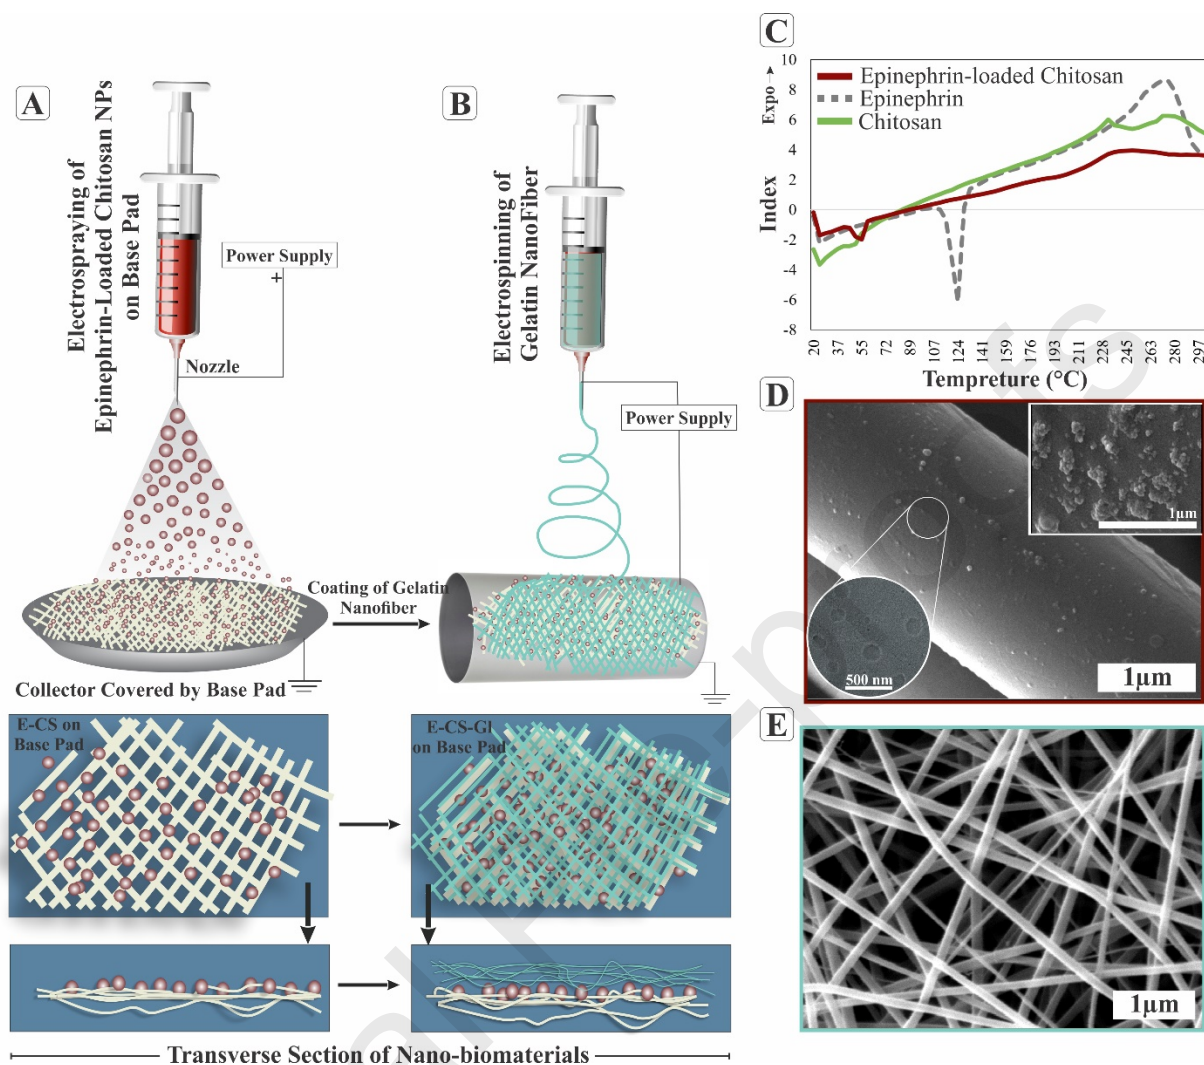 A
Electrospraying of
Epinephrin-Loaded Chitosan NPs
on Base Pad
Power Supply
+
Nozzle
Collector Covered by Base Pad
Coating of Gelatin
Nanofiber
B
Electrospinning of
Gelatin NanoFiber
Power Supply
E-CS on
Base Pad
E-CS-Gl
on Base Pad
Transverse Section of Nano-biomaterials
C
Expo→
Index
10
8
6
4
2
0
-2
-4
-6
-8
Epinephrin-loaded Chitosan
Epinephrin
Chitosan
20 37 55 72 89 107 124 141 159 176 193 211 228 245 263 280 297
Tempreture (°C)
D
1µm
500 nm
1µm
E
1µm